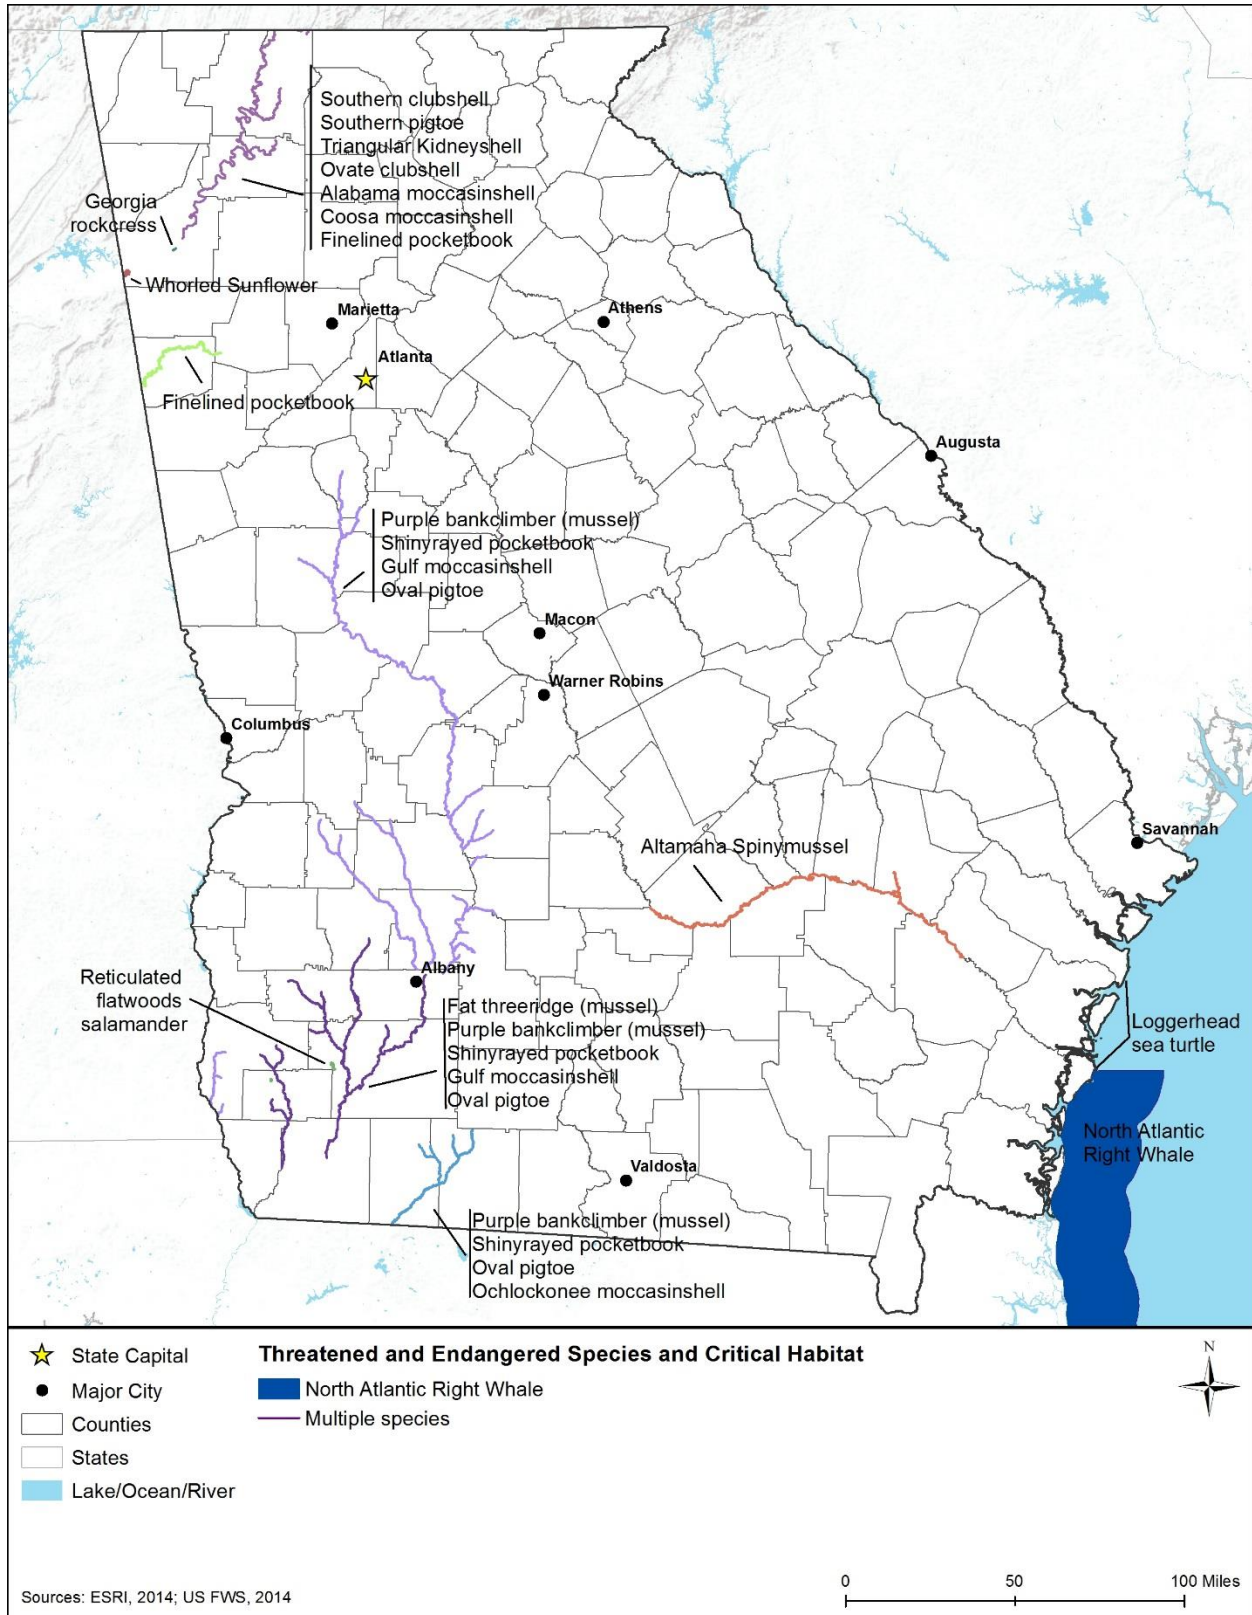 Southern clubshell
Southern pigtoe
Triangular Kidneyshell
Ovate clubshell
Alabama moccasinshell
Coosa moccasinshell
Finelined pocketbook
Georgia
rockcress
Whorled Sunflower
Marietta
Athens
Atlanta
Finelined pocketbook
Augusta
Purple bankclimber (mussel)
Shinyrayed pocketbook
Gulf moccasinshell
Oval pigtoe
Macon
Warner Robins
Columbus
Savannah
Altamaha Spinymussel
Albany
Reticulated
flatwoods
salamander
Fat threeridge (mussel)
Purple bankclimber (mussel)
Shinyrayed pocketbook
Gulf moccasinshell
Oval pigtoe
Loggerhead
sea turtle
North Atlantic
Right Whale
Valdosta
Purple bankclimber (mussel)
Shinyrayed pocketbook
Oval pigtoe
Ochlockonee moccasinshell
State Capital
Major City
Counties
States
Lake/Ocean/River
Threatened and Endangered Species and Critical Habitat
North Atlantic Right Whale
Multiple species
N
Sources: ESRI, 2014; US FWS, 2014
0 50 100 Miles